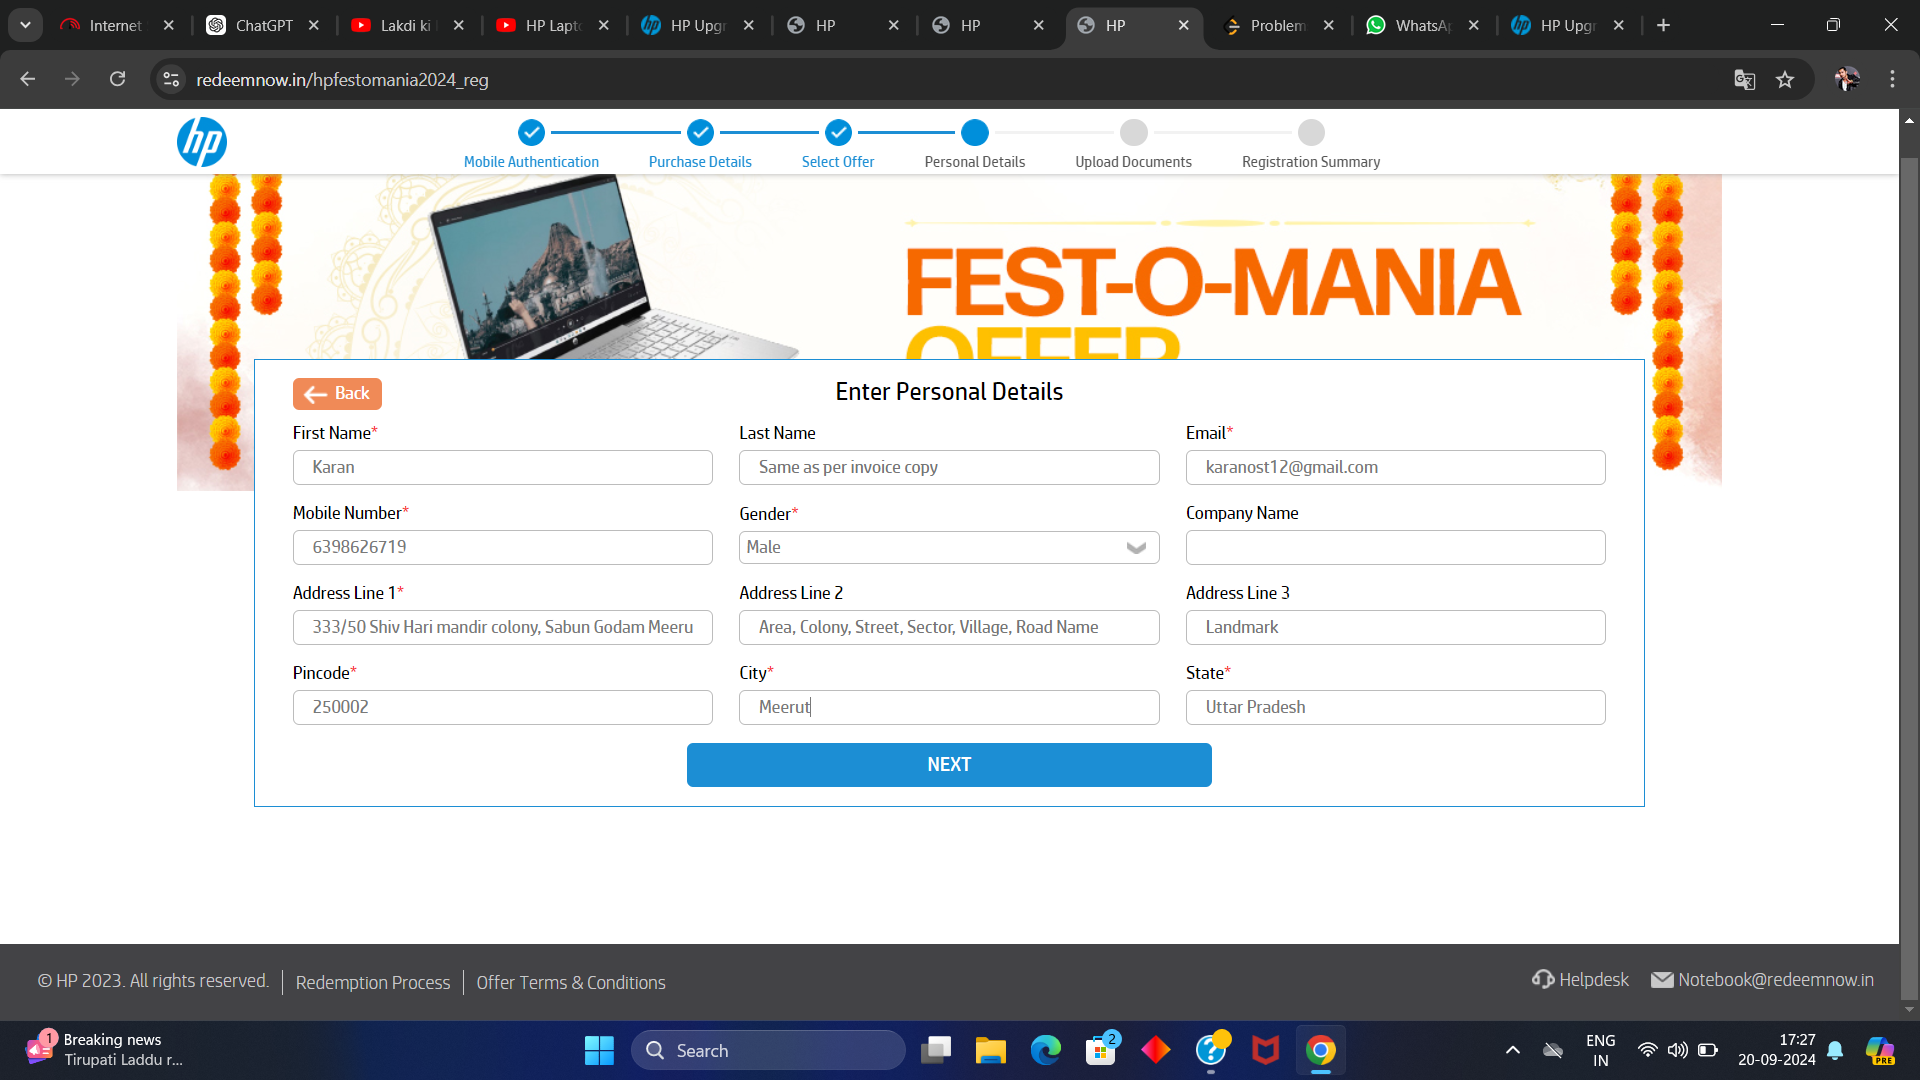 Internet
ChatGPT
Lakdi ki
HP Lapto
HP Upgr
HP
HP
HP
Problem
WhatsAp
HP Upgr
redeemnow.in/hpfestomania2024_reg
hp
Mobile Authentication
Purchase Details
Select Offer
Personal Details
Upload Documents
Registration Summary
FEST-O-MANIA
OFFER
Back
Enter Personal Details
First Name*
Last Name
Email*
Karan
Same as per invoice copy
karanost12@gmail.com
Mobile Number*
Gender*
Company Name
6398626719
Male
Address Line 1*
Address Line 2
Address Line 3
333/50 Shiv Hari mandir colony, Sabun Godam Meeru
Area, Colony, Street, Sector, Village, Road Name
Landmark
Pincode*
City*
State*
250002
Meerut
Uttar Pradesh
NEXT
© HP 2023. All rights reserved.
Redemption Process
Offer Terms & Conditions
Helpdesk
Notebook@redeemnow.in
1
Breaking news
Tirupati Laddu r...
Search
2
ENG
IN
17:27
20-09-2024
PRE